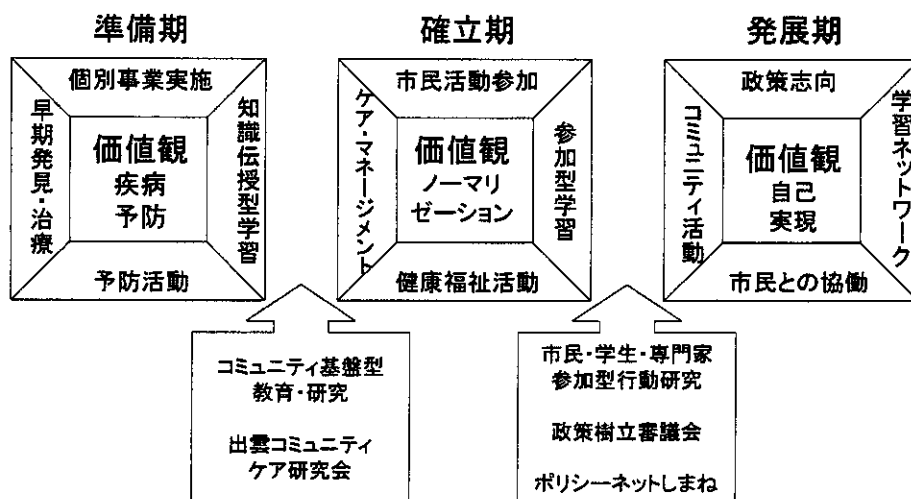 準備期
個別事業実施
早期発見・治療
価値観
疾病
予防
知識伝授型学習
予防活動
確立期
市民活動参加
ケア・マネージメント
価値観
ノーマリ
ゼーション
参加型学習
健康福祉活動
発展期
政策志向
コミュニティ活動
価値観
自己
実現
学習ネットワーク
市民との協働
コミュニティ基盤型
教育・研究
出雲コミュニティ
ケア研究会
市民・学生・専門家
参加型行動研究
政策樹立審議会
ポリシーネットしまね